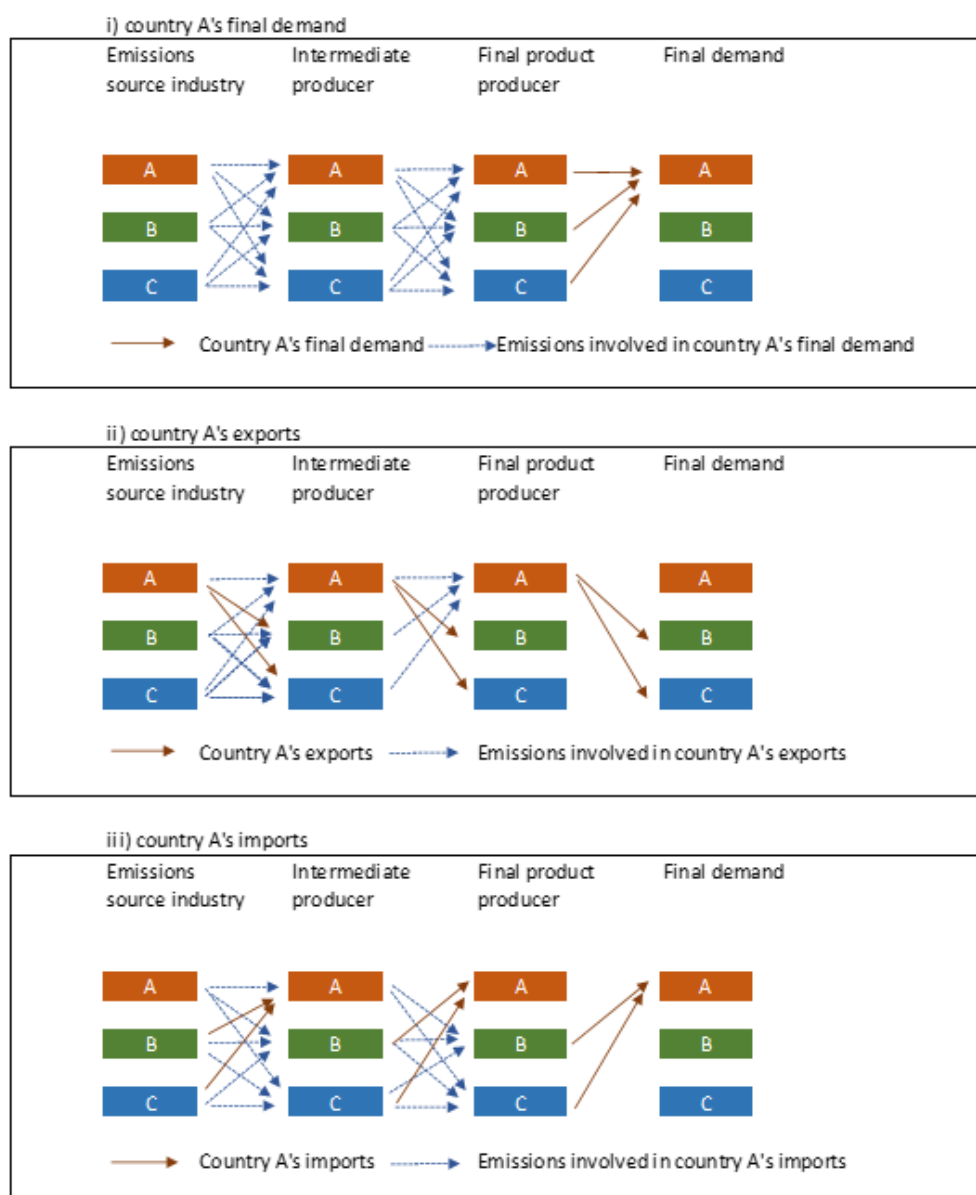 i) country A's final demand
Emissions source industry
Intermediate producer
Final product producer
Final demand
A A A A
B B B B
C C C C
Country A's final demand
Emissions involved in country A's final demand
ii) country A's exports
Emissions source industry
Intermediate producer
Final product producer
Final demand
A A A A
B B B B
C C C C
Country A's exports
Emissions involved in country A's exports
iii) country A's imports
Emissions source industry
Intermediate producer
Final product producer
Final demand
A A A A
B B B B
C C C C
Country A's imports
Emissions involved in country A's imports